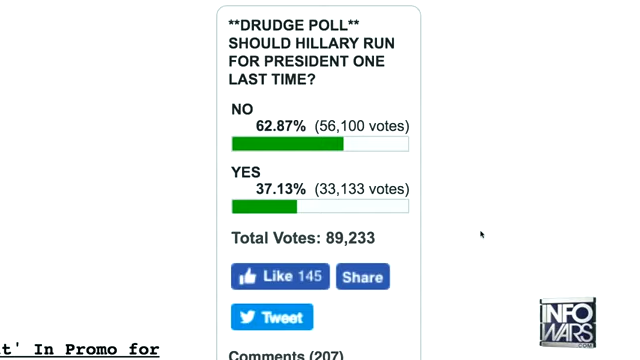 **DRUDGE POLL**
SHOULD HILLARY RUN
FOR PRESIDENT ONE
LAST TIME?
NO
62.87% (56,100 votes)
YES
37.13% (33,133 votes)
Total Votes: 89,233
Like 145 Share
Tweet
INFO
WARS
.COM
t' In Promo for
Comments (207)